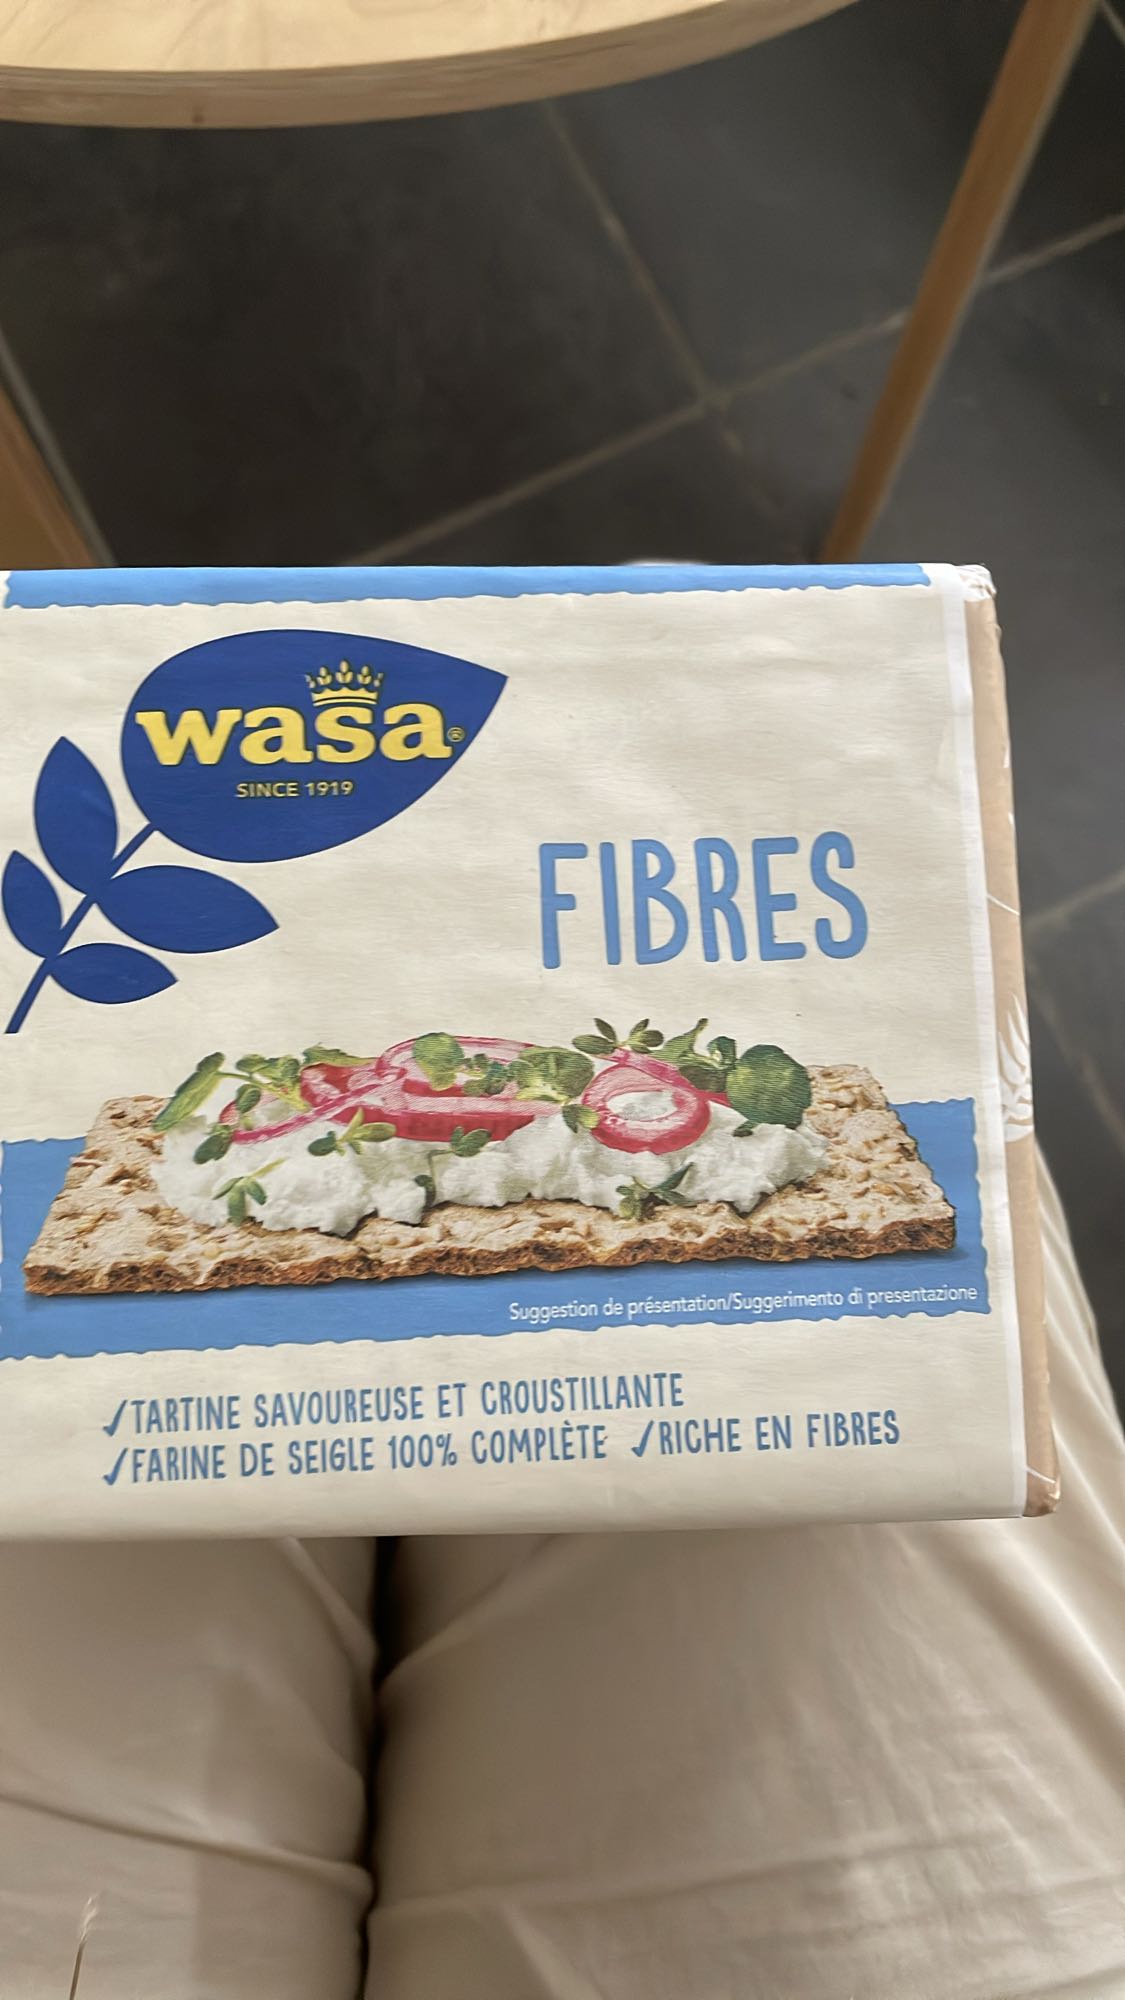 wasa®
SINCE 1919
FIBRES
Suggestion de présentation/Suggerimento di presentazione
✓TARTINE SAVOUREUSE ET CROUSTILLANTE
✓FARINE DE SEIGLE 100% COMPLÈTE ✓RICHE EN FIBRES